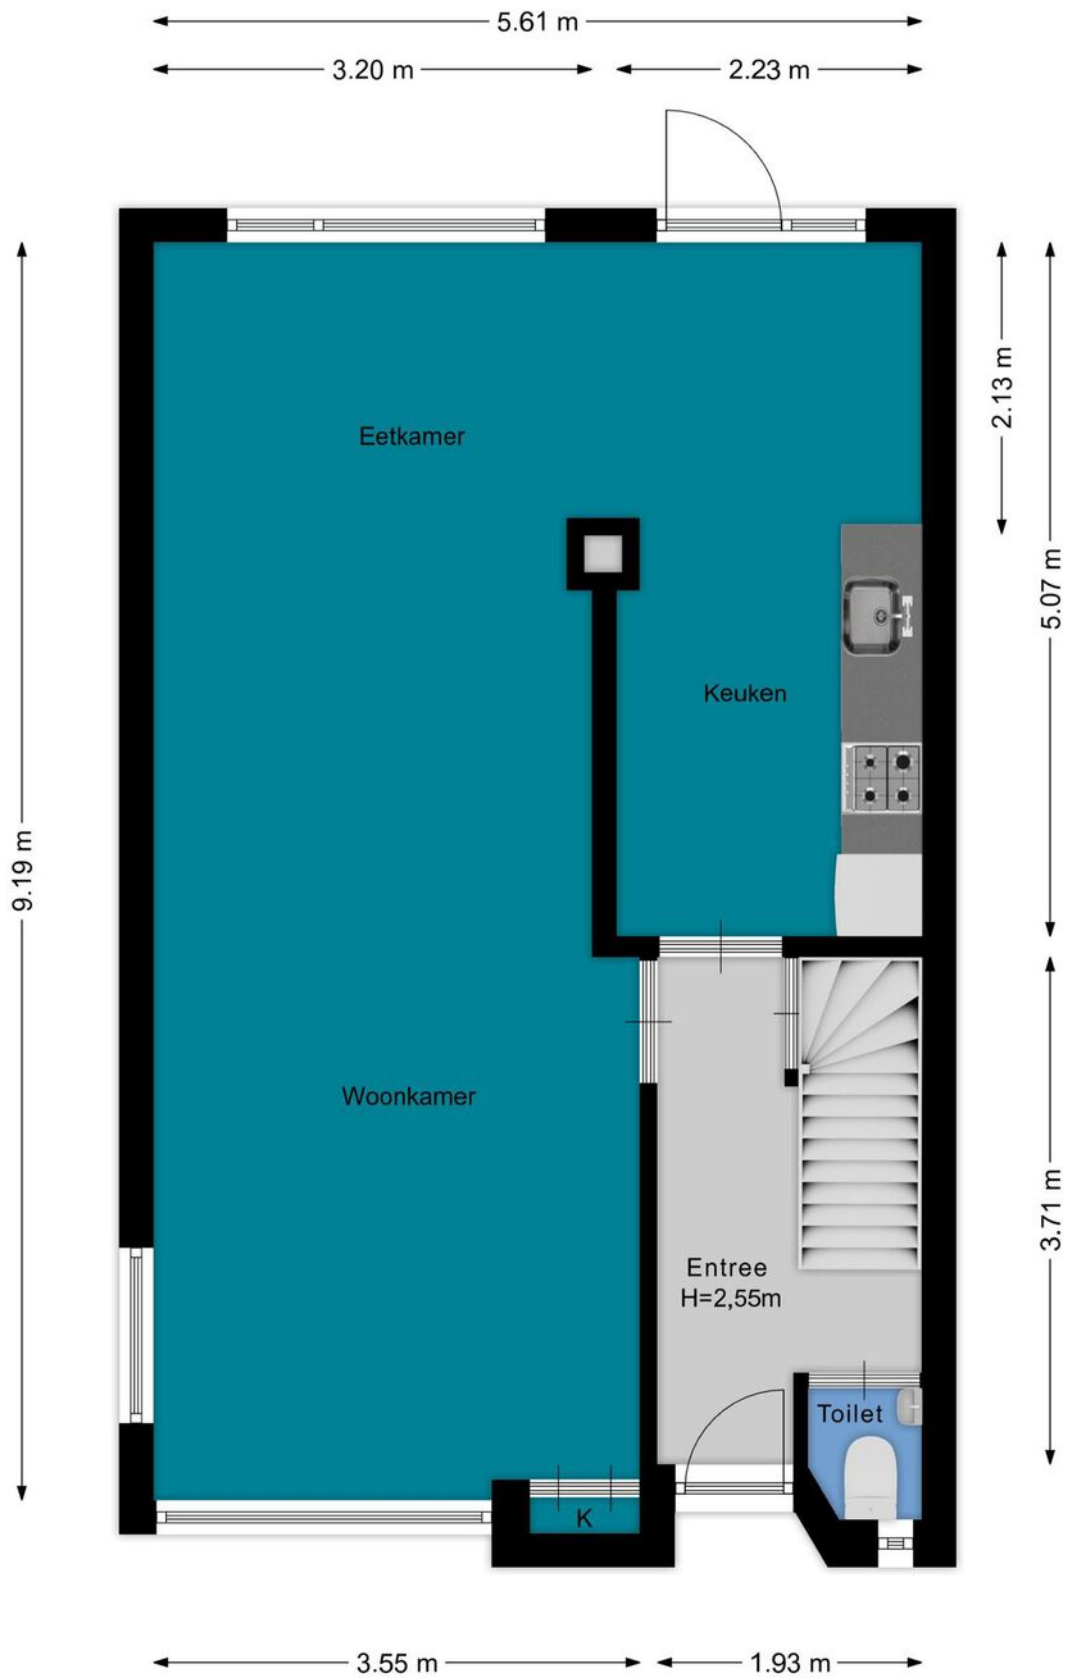 5.61 m
3.20 m
2.23 m
Eetkamer
2.13 m
5.07 m
Keuken
9.19 m
Woonkamer
3.71 m
Entree
H=2,55m
Toilet
K
3.55 m
1.93 m